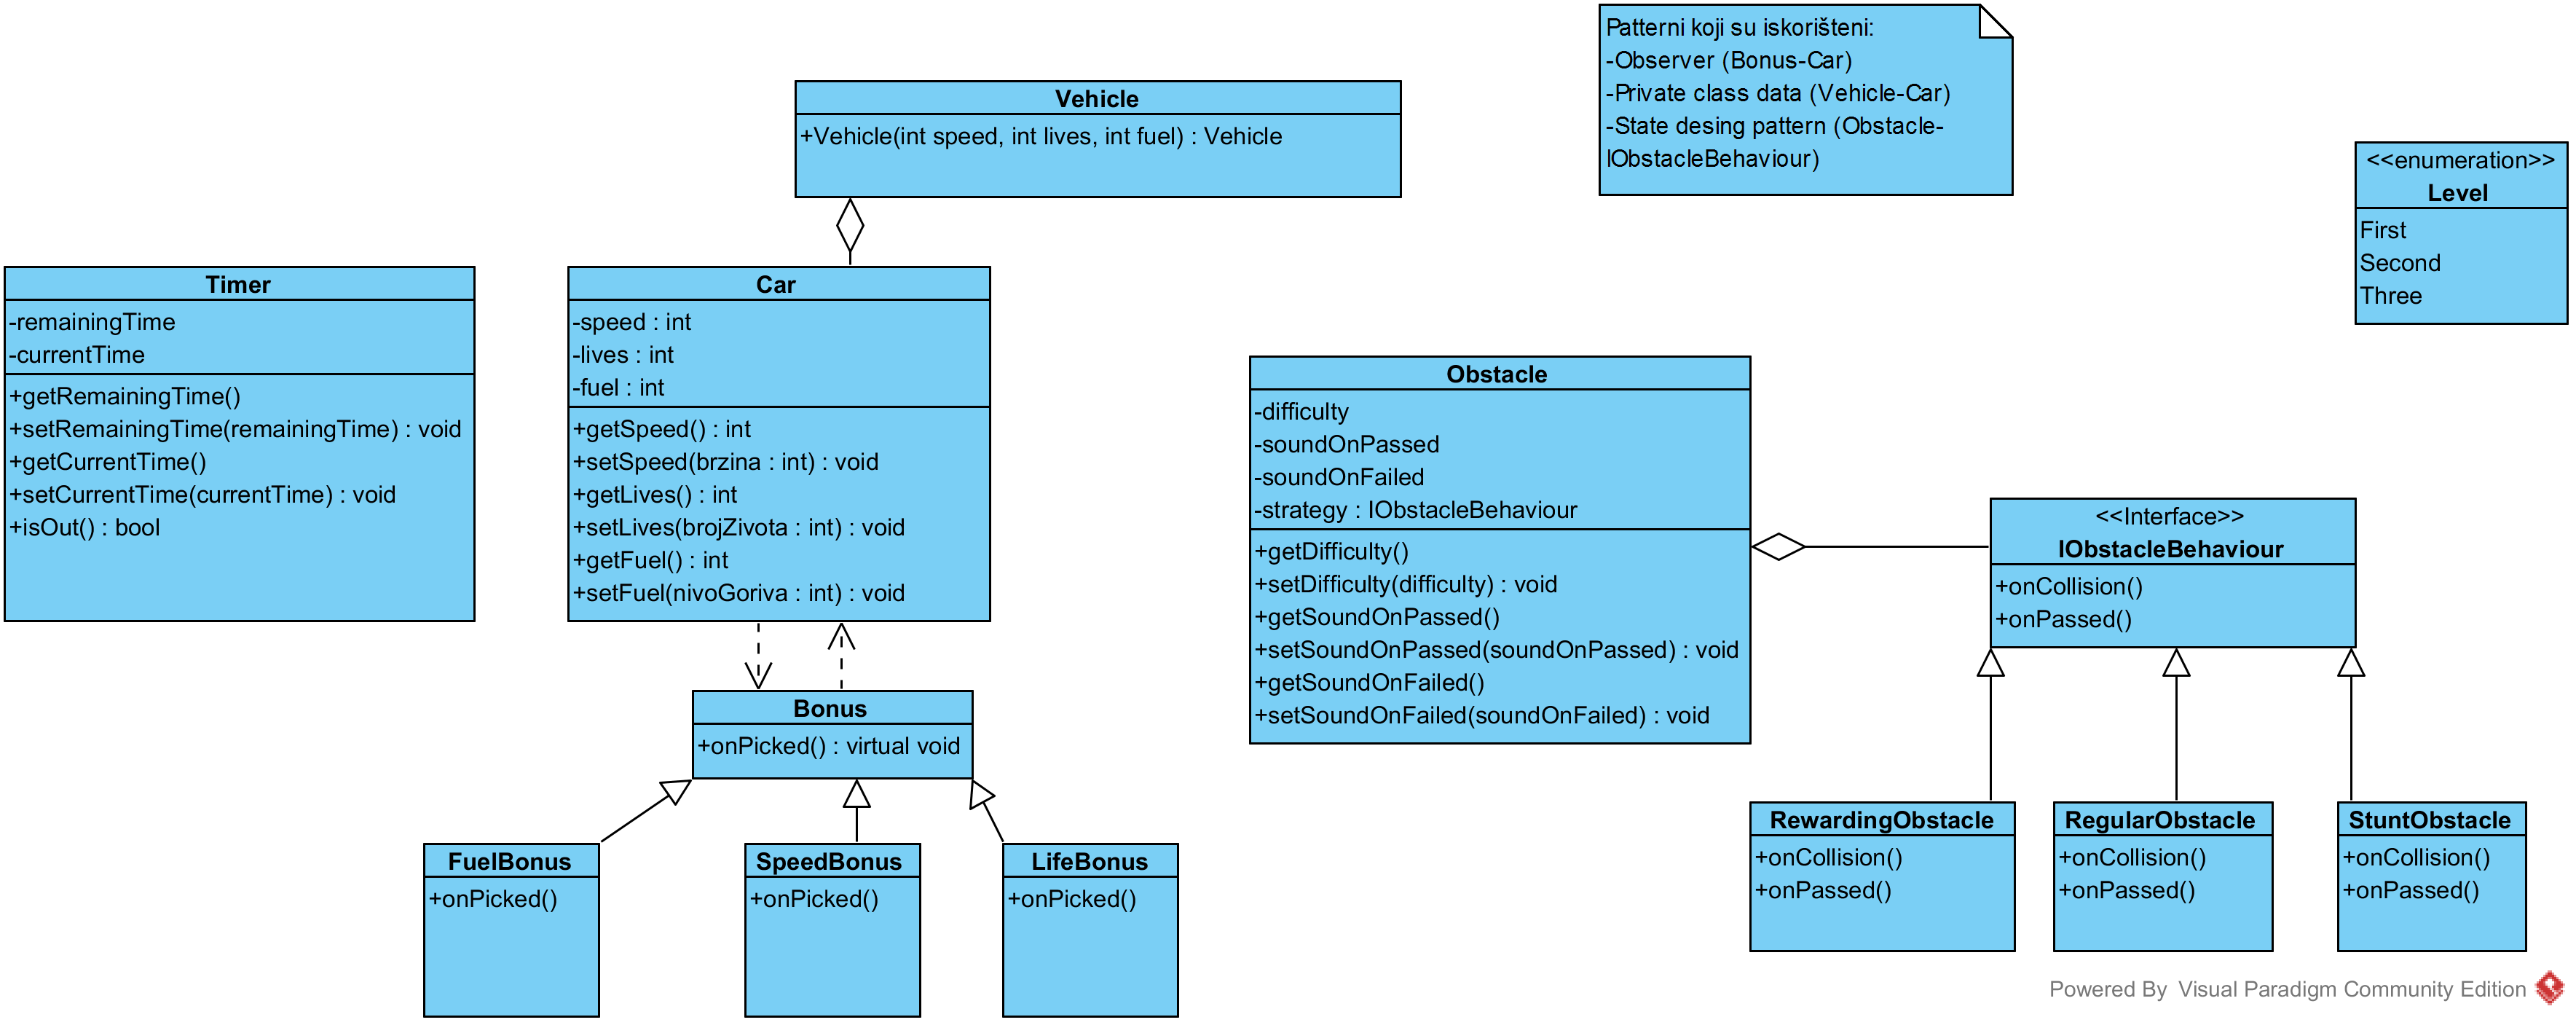 Patterni koji su iskorišteni:
-Observer (Bonus-Car)
-Private class data (Vehicle-Car)
-State desing pattern (Obstacle-
IObstacleBehaviour)
Vehicle
+Vehicle(int speed, int lives, int fuel) : Vehicle
<<enumeration>>
Level
First
Second
Three
Timer
-remainingTime
-currentTime
+getRemainingTime()
+setRemainingTime(remainingTime) : void
+getCurrentTime()
+setCurrentTime(currentTime) : void
+isOut() : bool
Car
-speed : int
-lives : int
-fuel : int
+getSpeed() : int
+setSpeed(brzina : int) : void
+getLives() : int
+setLives(brojZivota : int) : void
+getFuel() : int
+setFuel(nivoGoriva : int) : void
Obstacle
-difficulty
-soundOnPassed
-soundOnFailed
-strategy : IObstacleBehaviour
+getDifficulty()
+setDifficulty(difficulty) : void
+getSoundOnPassed()
+setSoundOnPassed(soundOnPassed) : void
+getSoundOnFailed()
+setSoundOnFailed(soundOnFailed) : void
<<Interface>>
IObstacleBehaviour
+onCollision()
+onPassed()
Bonus
+onPicked() : virtual void
FuelBonus
+onPicked()
SpeedBonus
+onPicked()
LifeBonus
+onPicked()
RewardingObstacle
+onCollision()
+onPassed()
RegularObstacle
+onCollision()
+onPassed()
StuntObstacle
+onCollision()
+onPassed()
Powered By Visual Paradigm Community Edition